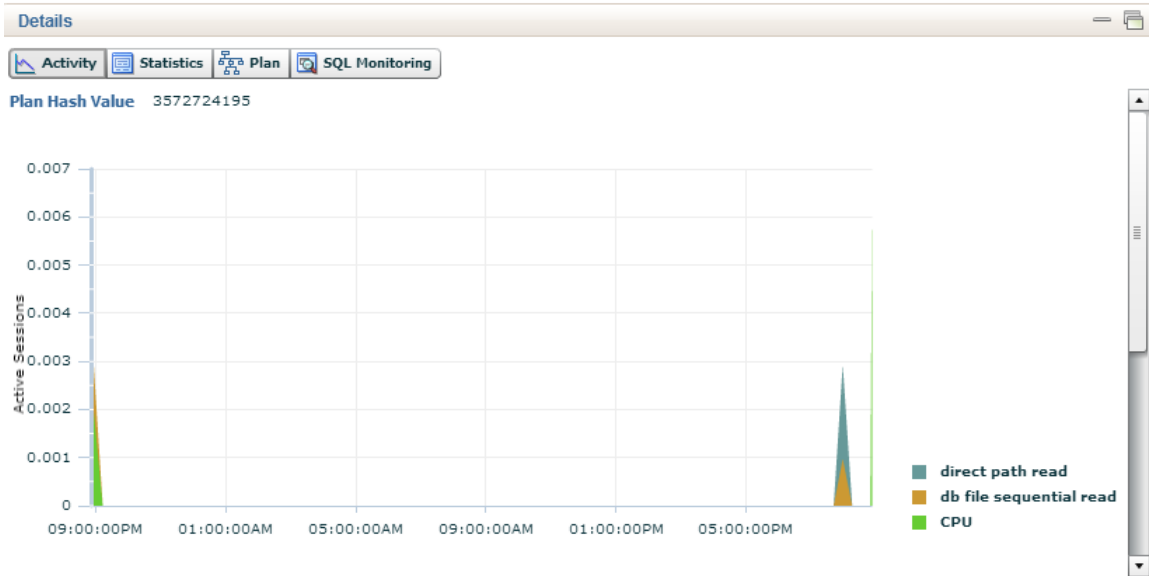 Details
Activity Statistics Plan SQL Monitoring
Plan Hash Value 3572724195
0.007
0.006
0.005
0.004
0.003
0.002
0.001
0
Active Sessions
09:00:00PM 01:00:00AM 05:00:00AM 09:00:00AM 01:00:00PM 05:00:00PM
direct path read
db file sequential read
CPU